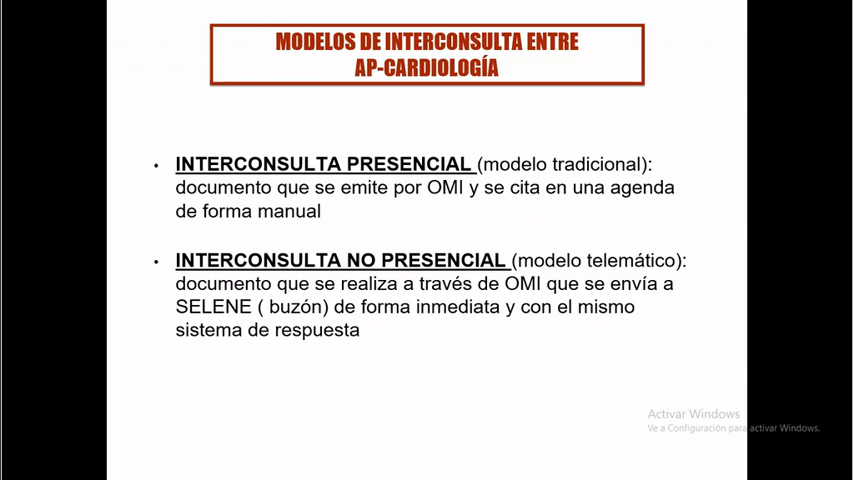 MODELOS DE INTERCONSULTA ENTRE
AP-CARDIOLOGÍA
• INTERCONSULTA PRESENCIAL (modelo tradicional):
documento que se emite por OMI y se cita en una agenda
de forma manual
• INTERCONSULTA NO PRESENCIAL (modelo telemático):
documento que se realiza a través de OMI que se envía a
SELENE ( buzón) de forma inmediata y con el mismo
sistema de respuesta
Activar Windows
Ve a Configuración para activar Windows.